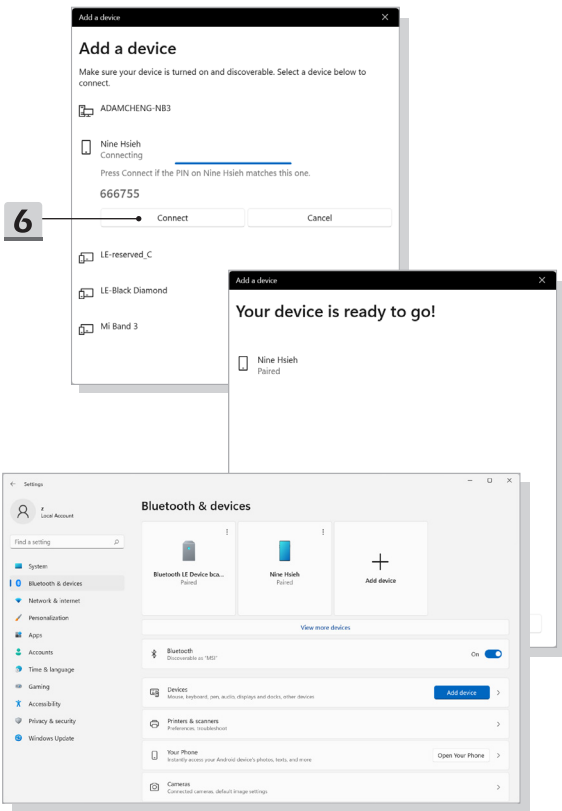 Add a device
Add a device
Make sure your device is turned on and discoverable. Select a device below to
connect.
ADAMCHENG-NB3
Nine Hsieh
Connecting
Press Connect if the PIN on Nine Hsieh matches this one.
666755
6
Connect Cancel
LE-reserved_C
LE-Black Diamond
Mi Band 3
Add a device
Your device is ready to go!
Nine Hsieh
Paired
Settings
z
Local Account
Find a setting
System
Bluetooth & devices
Network & internet
Personalization
Apps
Accounts
Time & language
Gaming
Accessibility
Privacy & security
Windows Update
Bluetooth & devices
Bluetooth LE Device bca...
Paired
Nine Hsieh
Paired
Add device
View more devices
Bluetooth
Discoverable as "MSI"
On
Devices
Mouse, keyboard, pen, audio, displays and docks, other devices
Add device
Printers & scanners
Preferences, troubleshoot
Your Phone
Instantly access your Android device's photos, texts, and more
Open Your Phone
Cameras
Connected cameras, default image settings